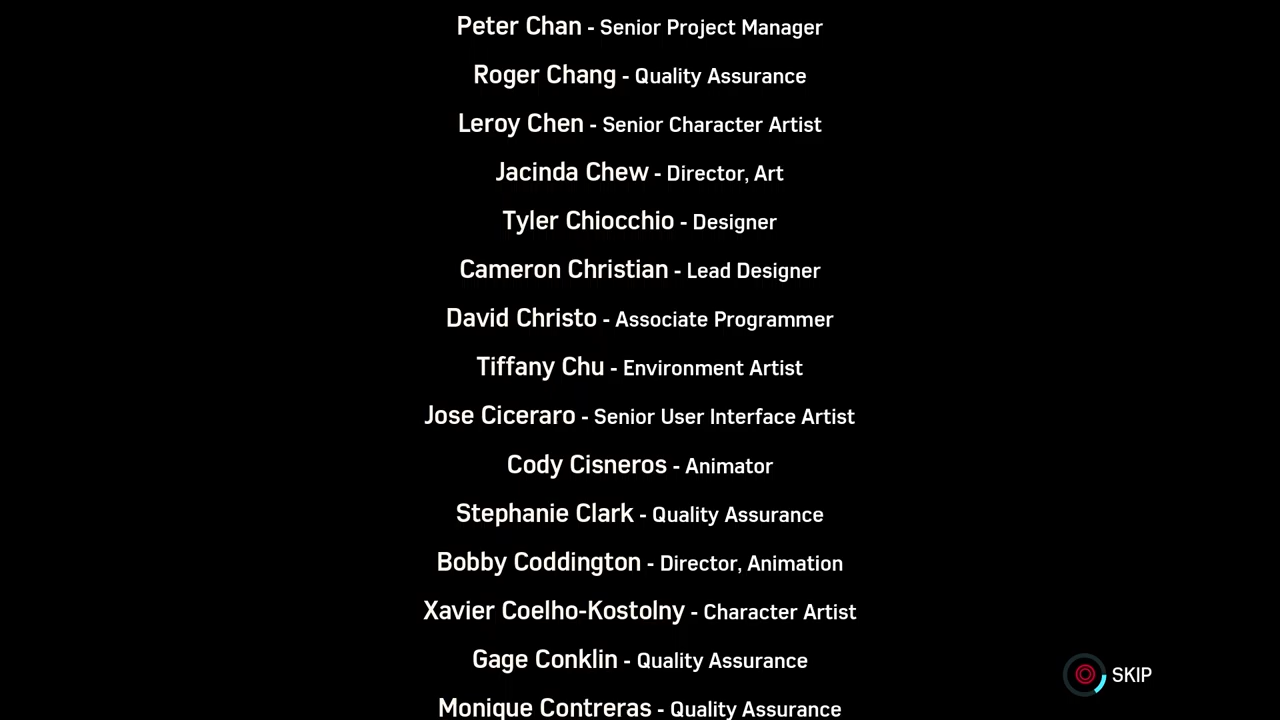 Peter Chan - Senior Project Manager
Roger Chang - Quality Assurance
Leroy Chen - Senior Character Artist
Jacinda Chew - Director, Art
Tyler Chiocchio - Designer
Cameron Christian - Lead Designer
David Christo - Associate Programmer
Tiffany Chu - Environment Artist
Jose Ciceraro - Senior User Interface Artist
Cody Cisneros - Animator
Stephanie Clark - Quality Assurance
Bobby Coddington - Director, Animation
Xavier Coelho-Kostolny - Character Artist
Gage Conklin - Quality Assurance
SKIP
Monique Contreras - Quality Assurance